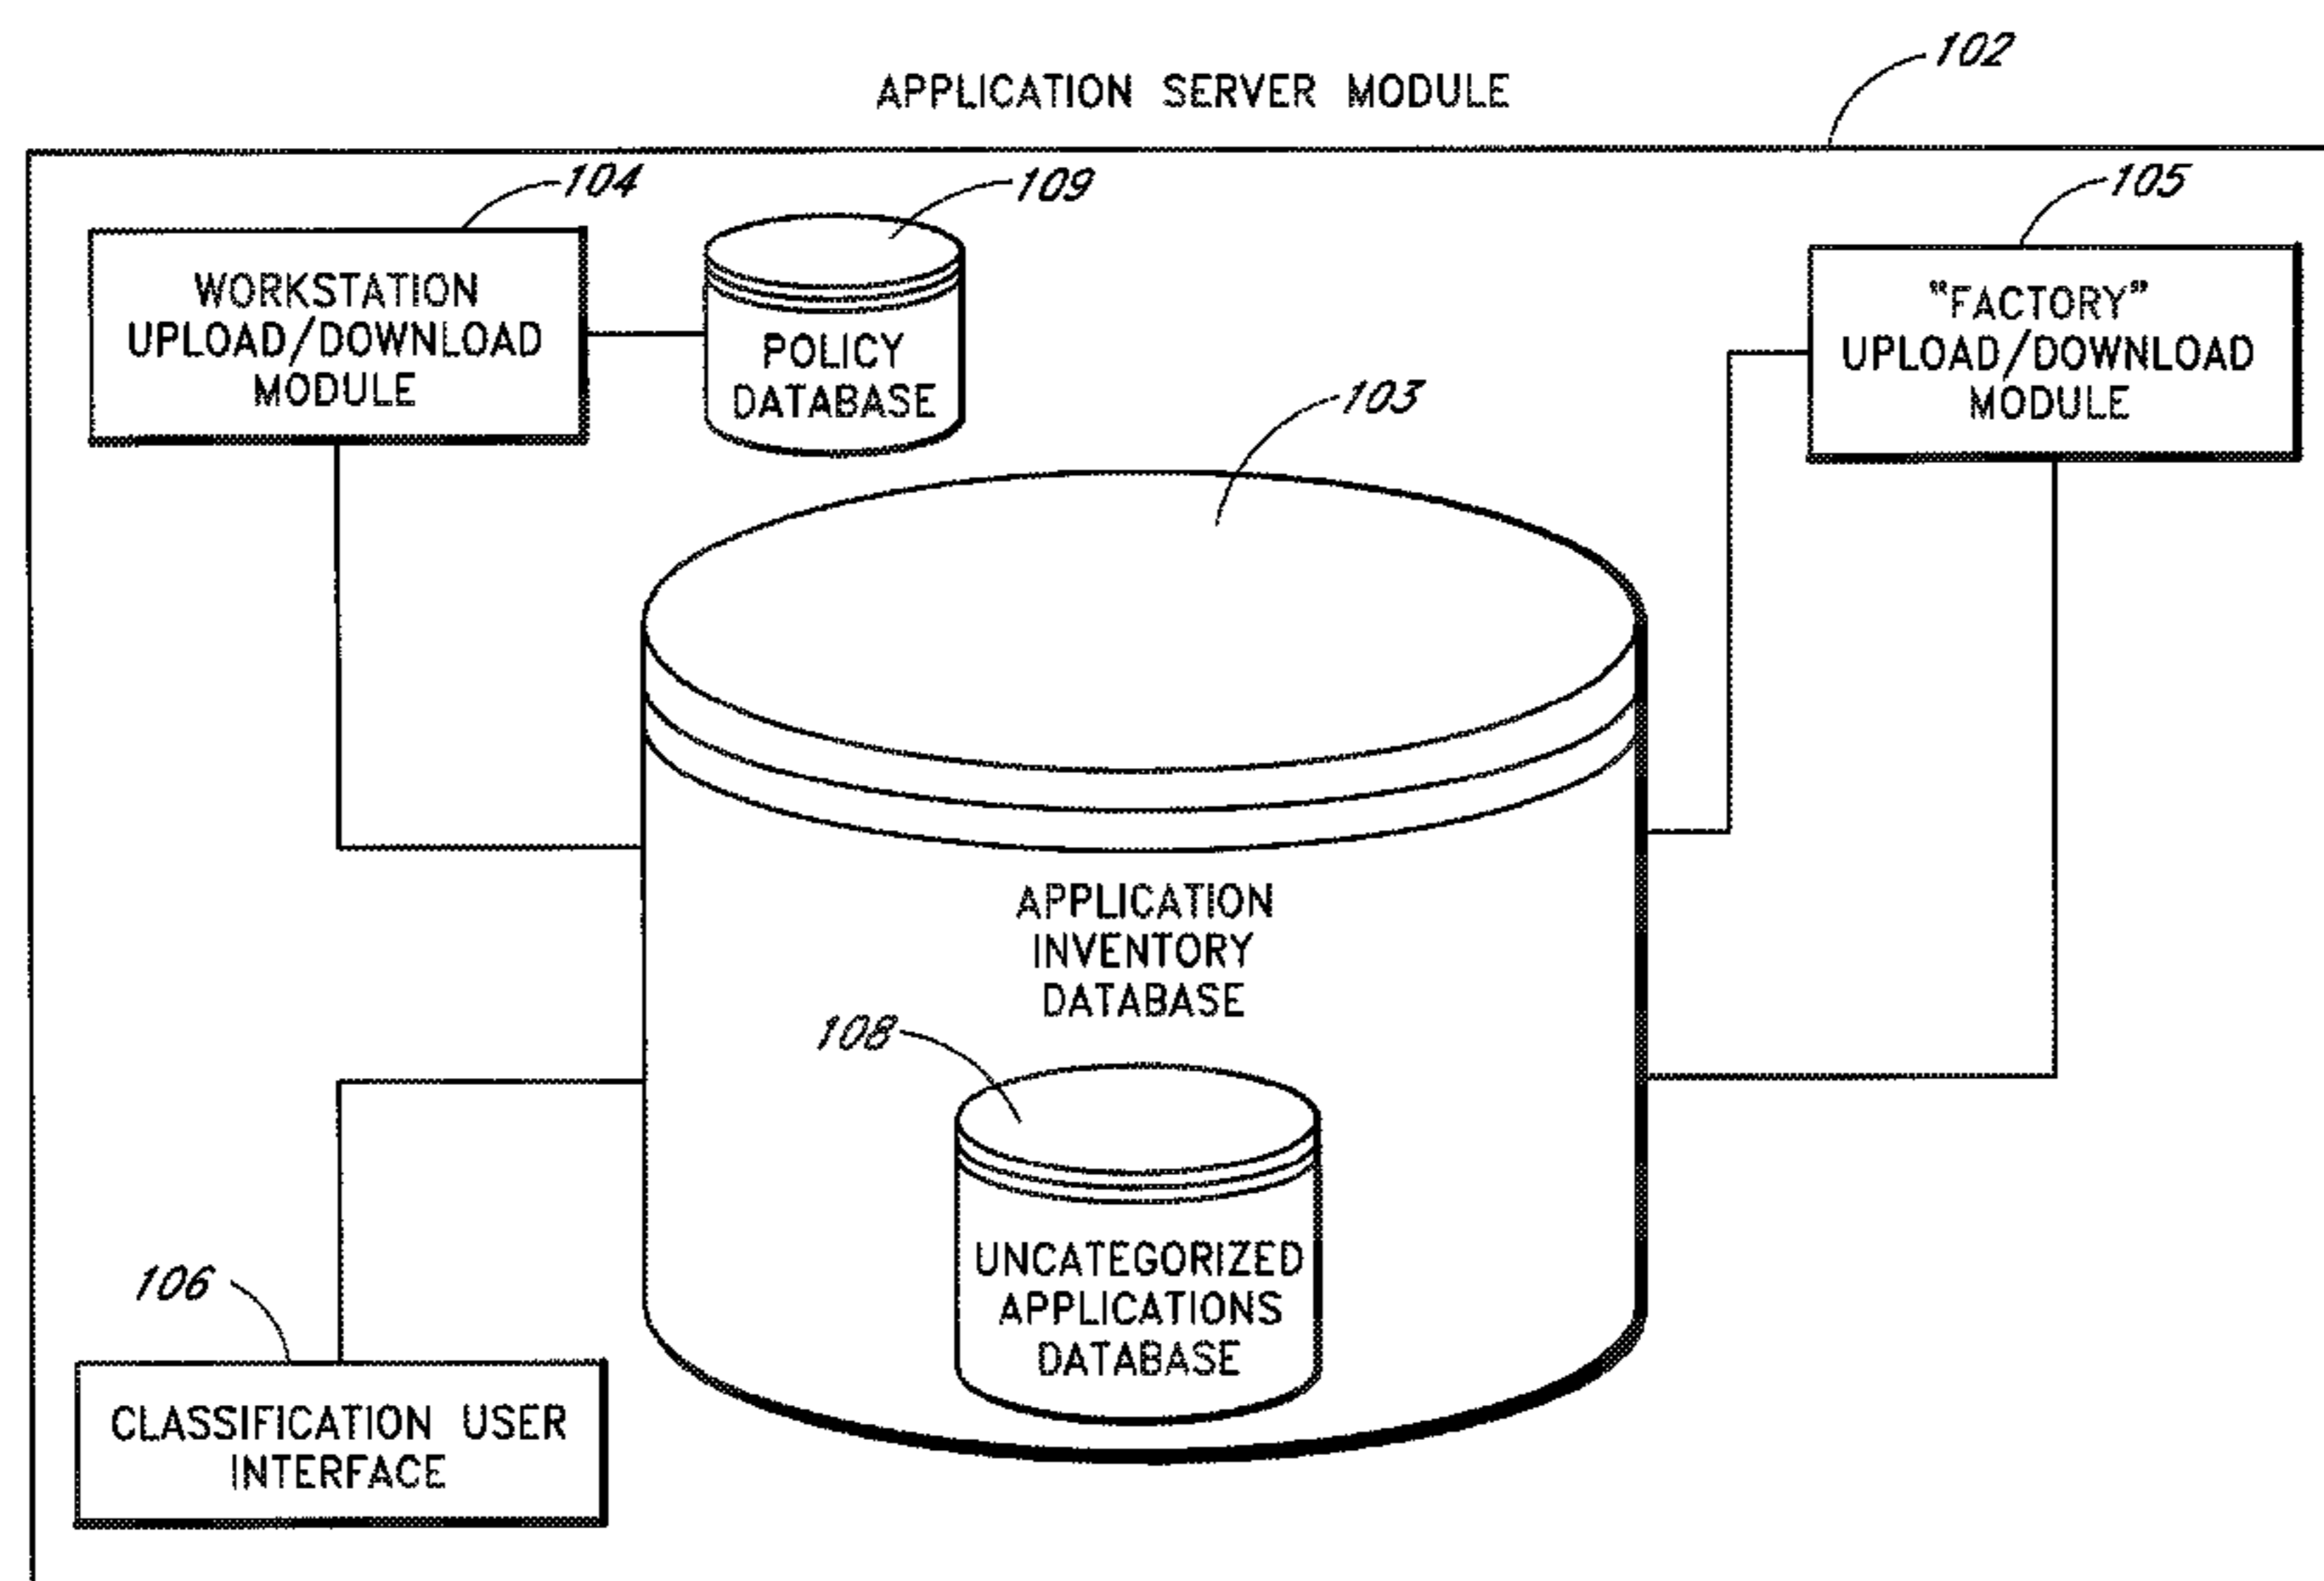 102
APPLICATION SERVER MODULE
104
109
105
WORKSTATION
UPLOAD/DOWNLOAD
MODULE
POLICY
DATABASE
"FACTORY"
UPLOAD/DOWNLOAD
MODULE
103
APPLICATION
INVENTORY
DATABASE
108
UNCATEGORIZED
APPLICATIONS
DATABASE
106
CLASSIFICATION USER
INTERFACE